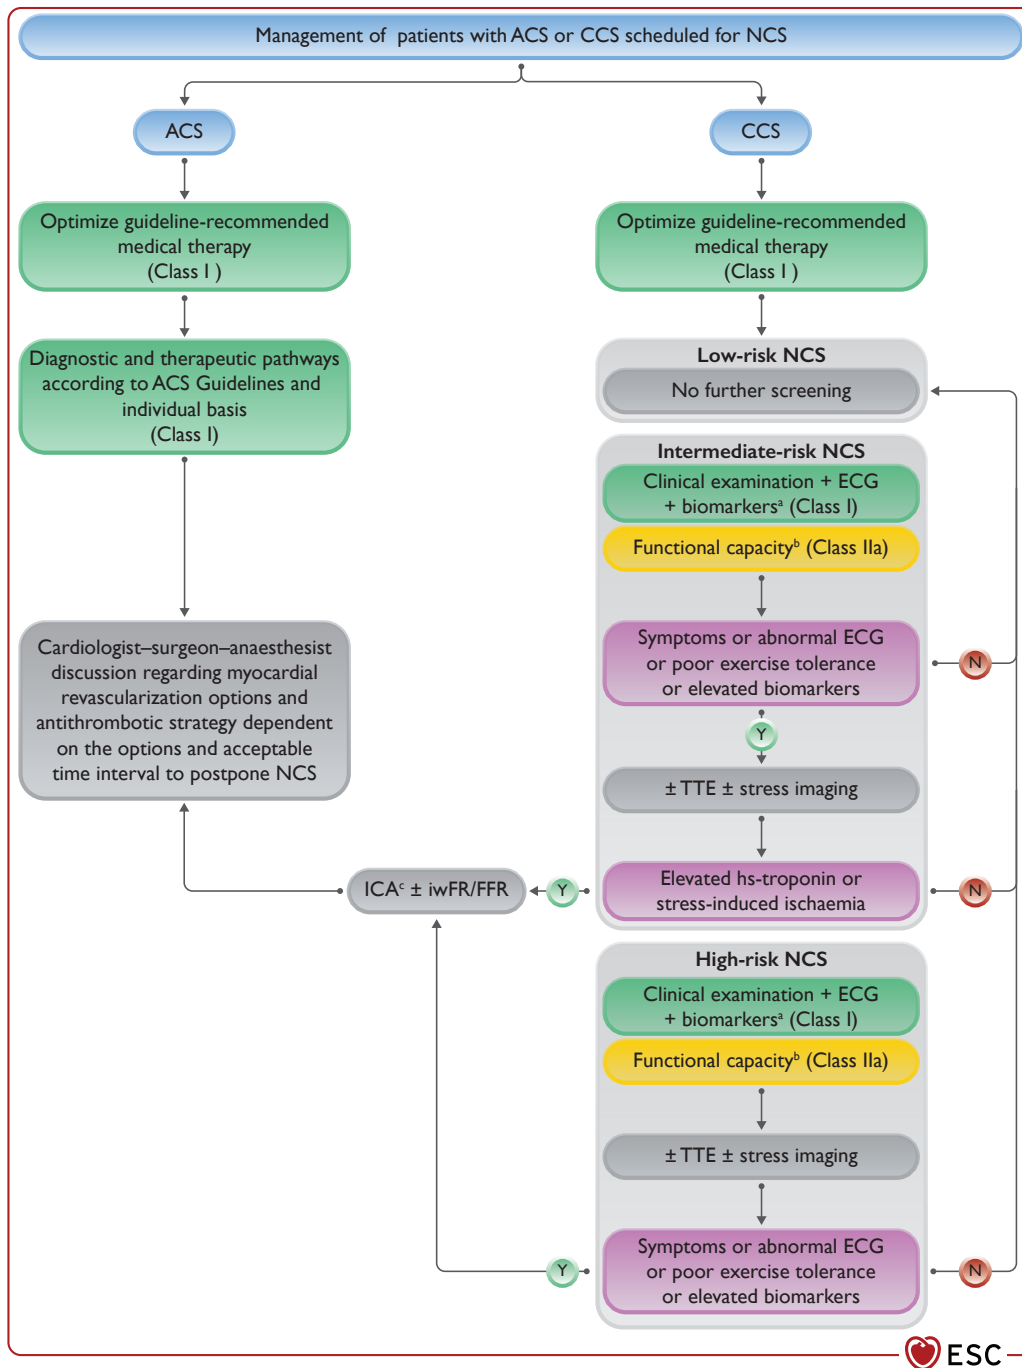 Management of patients with ACS or CCS scheduled for NCS
ACS
CCS
Optimize guideline-recommended
medical therapy
(Class I )
Optimize guideline-recommended
medical therapy
(Class I )
Diagnostic and therapeutic pathways
according to ACS Guidelines and
individual basis
(Class I)
Low-risk NCS
No further screening
Intermediate-risk NCS
Clinical examination + ECG
+ biomarkersᵃ (Class I)
Functional capacityᵇ (Class IIa)
Cardiologist–surgeon–anaesthesist
discussion regarding myocardial
revascularization options and
antithrombotic strategy dependent
on the options and acceptable
time interval to postpone NCS
Symptoms or abnormal ECG
or poor exercise tolerance
or elevated biomarkers
N
Y
± TTE ± stress imaging
ICAᶜ ± iwFR/FFR
Y
Elevated hs-troponin or
stress-induced ischaemia
N
High-risk NCS
Clinical examination + ECG
+ biomarkersᵃ (Class I)
Functional capacityᵇ (Class IIa)
± TTE ± stress imaging
Y
Symptoms or abnormal ECG
or poor exercise tolerance
or elevated biomarkers
N
ESC